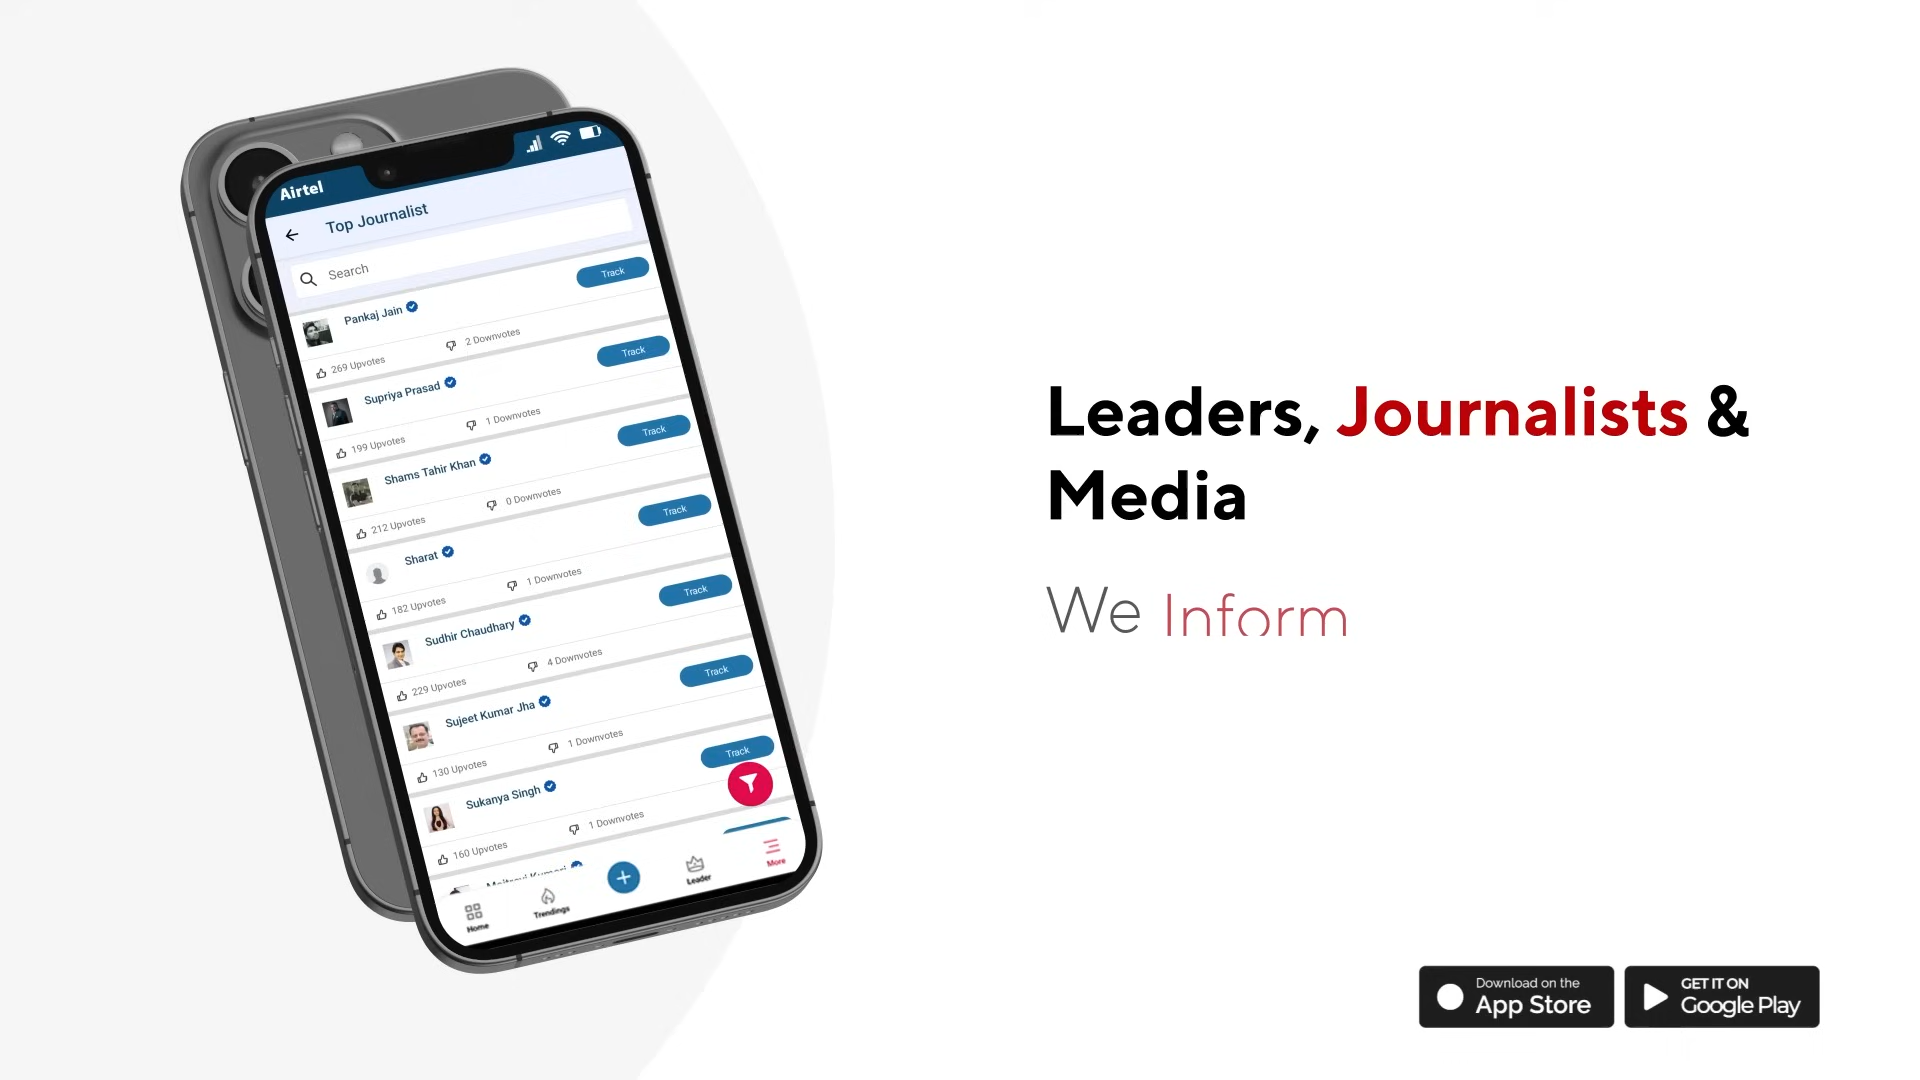 Airtel
Top Journalist
Search
Pankaj Jain
Track
269 Upvotes
2 Downvotes
Supriya Prasad
Track
199 Upvotes
1 Downvotes
Shams Tahir Khan
Track
212 Upvotes
0 Downvotes
Sharat
Track
182 Upvotes
1 Downvotes
Sudhir Chaudhary
Track
229 Upvotes
4 Downvotes
Sujeet Kumar Jha
Track
130 Upvotes
1 Downvotes
Sukanya Singh
Track
160 Upvotes
1 Downvotes
Home
Trendings
Leader
More
Leaders, Journalists &
Media
We Inform
Download on the
App Store
GET IT ON
Google Play